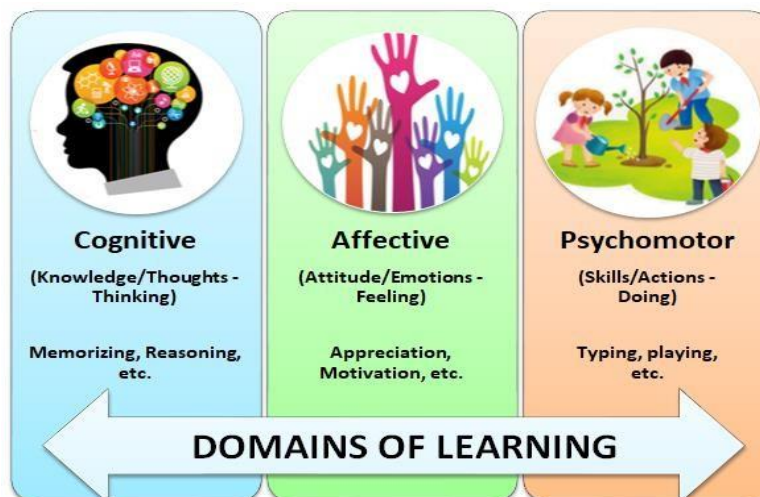 Cognitive
(Knowledge/Thoughts -
Thinking)
Memorizing, Reasoning,
etc.
Affective
(Attitude/Emotions -
Feeling)
Appreciation,
Motivation, etc.
Psychomotor
(Skills/Actions -
Doing)
Typing, playing,
etc.
DOMAINS OF LEARNING